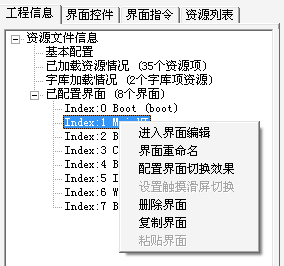 工程信息 界面控件 界面指令 资源列表
资源文件信息
基本配置
已加载资源情况 (35个资源项)
字库加载情况 (2个字库项资源)
已配置界面 (8个界面)
Index:0 Boot (boot)
Index:1
Index:2 B
Index:3 C
Index:4 B
Index:5 I
Index:6 W
Index:7 B
进入界面编辑
界面重命名
配置界面切换效果
设置触摸滑屏切换
删除界面
复制界面
粘贴界面